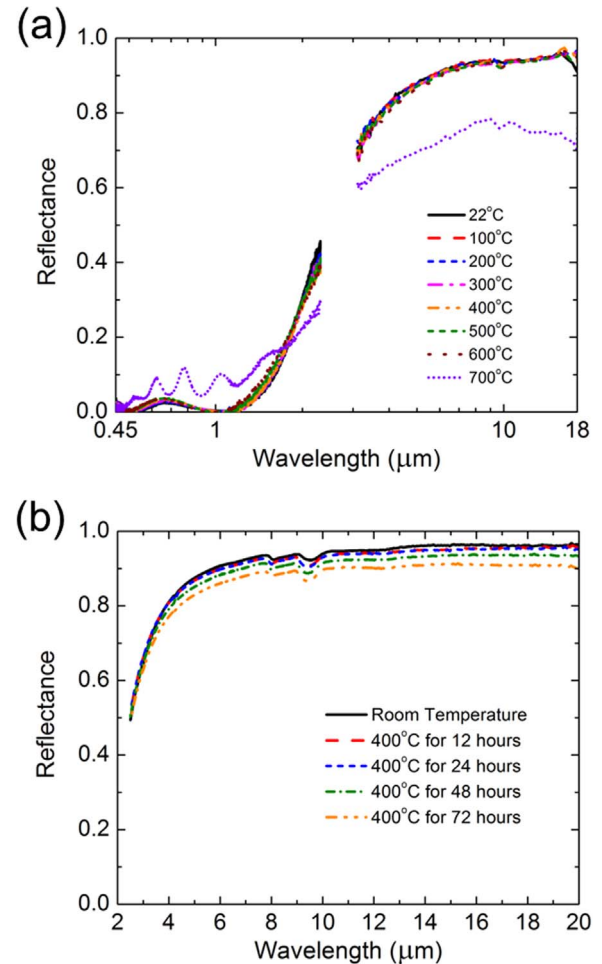 (a)
1.0
0.8
0.6
0.4
0.2
0.0
Reflectance
22°C
100°C
200°C
300°C
400°C
500°C
600°C
700°C
0.45
1
10
18
Wavelength (μm)
(b)
1.0
0.8
0.6
0.4
0.2
0.0
Reflectance
Room Temperature
400°C for 12 hours
400°C for 24 hours
400°C for 48 hours
400°C for 72 hours
2 4 6 8 10 12 14 16 18 20
Wavelength (μm)